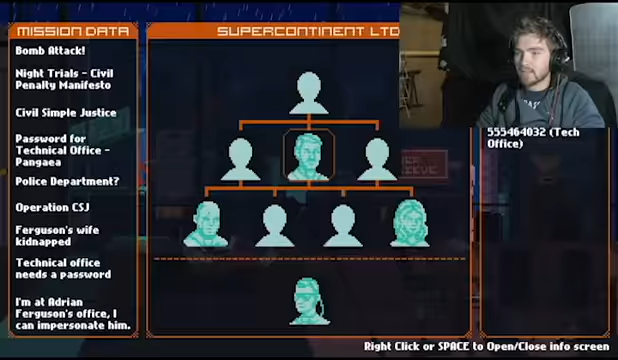 MISSION DATA
Bomb Attack!
Night Trials - Civil
Penalty Manifesto
Civil Simple Justice
Password for
Technical Office -
Pangaea
Police Department?
Operation CSJ
Ferguson's wife
kidnapped
Technical office
needs a password
I'm at Adrian
Ferguson's office, I
can impersonate him.
SUPERCONTINENT LTD
555464032 (Tech
Office)
Right Click or SPACE to Open/Close info screen